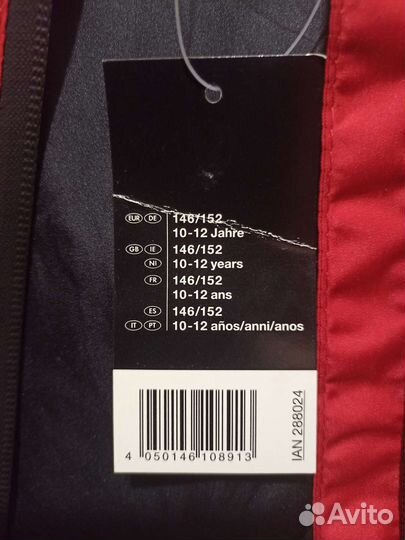 EUR DE 146/152
10-12 Jahre
GB IE 146/152
NI 10-12 years
FR 146/152
10-12 ans
ES 146/152
IT PT 10-12 años/anni/anos
4 050146 108913
IAN 288024
Avito